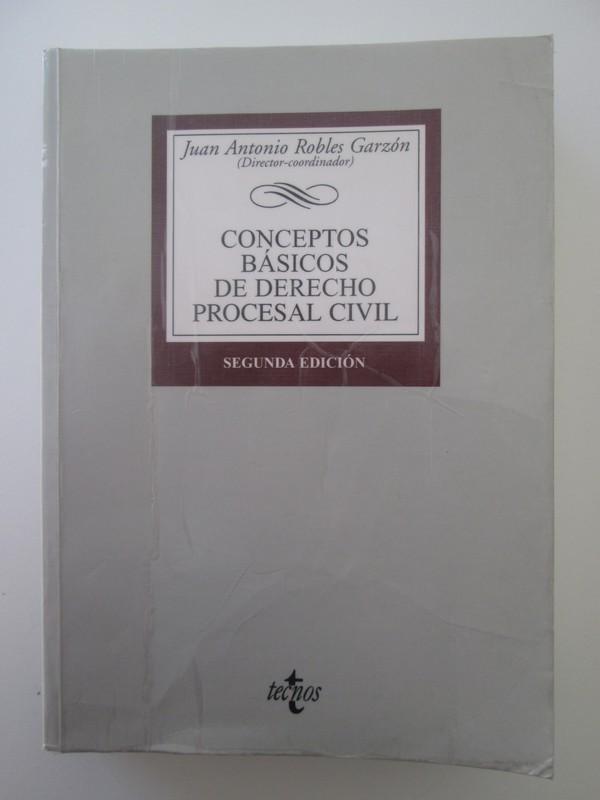 Juan Antonio Robles Garzón
(Director-coordinador)
CONCEPTOS
BÁSICOS
DE DERECHO
PROCESAL CIVIL
SEGUNDA EDICIÓN
tecnos